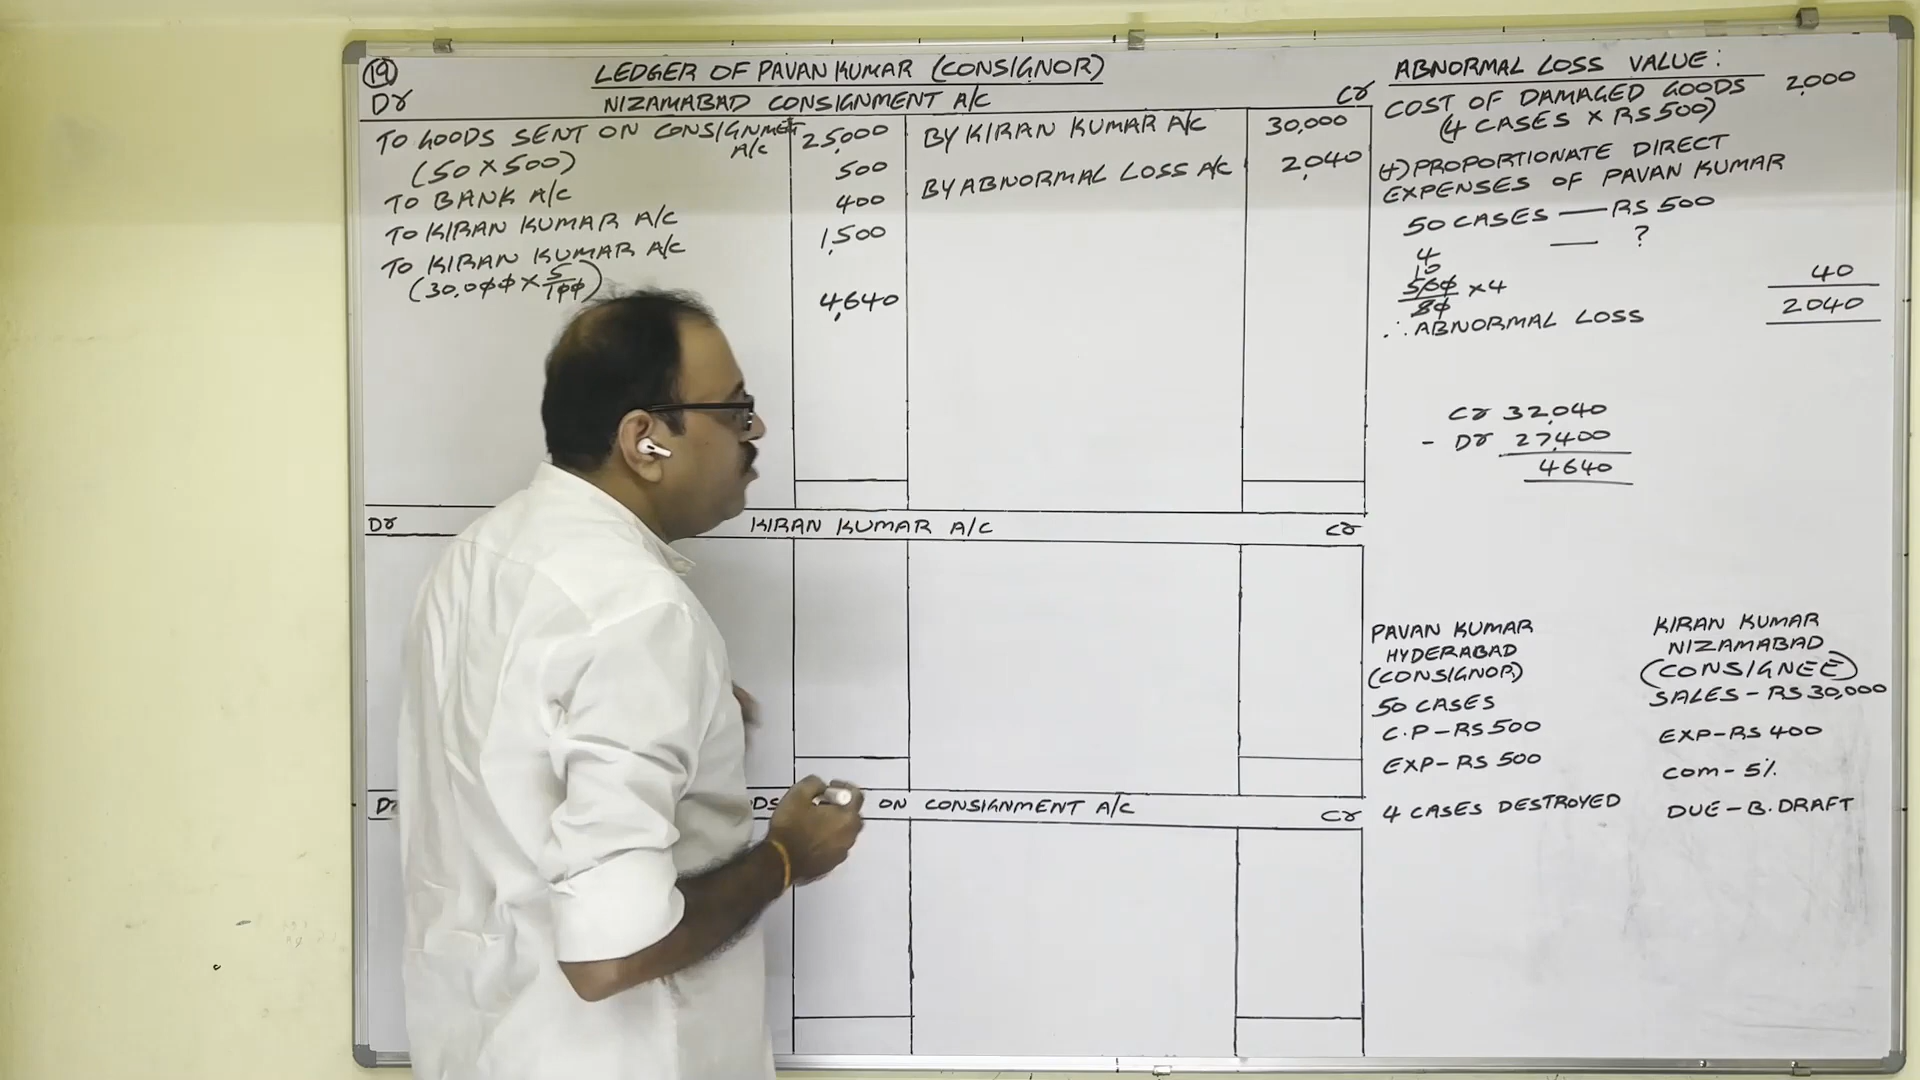 19
LEDGER OF PAVAN KUMAR (CONSIGNOR)
Dr NIZAMABAD CONSIGNMENT A/C Cr
TO GOODS SENT ON CONSIGNMENT A/C 25,000
(50 X 500)
TO BANK A/C 500
TO KIRAN KUMAR A/C 400
TO KIRAN KUMAR A/C 1,500
(30,000 X 5/100)
4,640
BY KIRAN KUMAR A/C 30,000
BY ABNORMAL LOSS A/C 2,040
Dr KIRAN KUMAR A/C Cr
ON CONSIGNMENT A/C Cr
ABNORMAL LOSS VALUE:
COST OF DAMAGED GOODS 2,000
(4 CASES X RS 500)
(+) PROPORTIONATE DIRECT
EXPENSES OF PAVAN KUMAR
50 CASES — RS 500
4 — ?
10
500/50 X 4 40
∴ ABNORMAL LOSS 2040
Cr 32,040
- Dr 27,400
4640
PAVAN KUMAR
HYDERABAD
(CONSIGNOR)
50 CASES
C.P - RS 500
EXP - RS 500
4 CASES DESTROYED
KIRAN KUMAR
NIZAMABAD
(CONSIGNEE)
SALES - RS 30,000
EXP - RS 400
COM - 5%
DUE - B. DRAFT